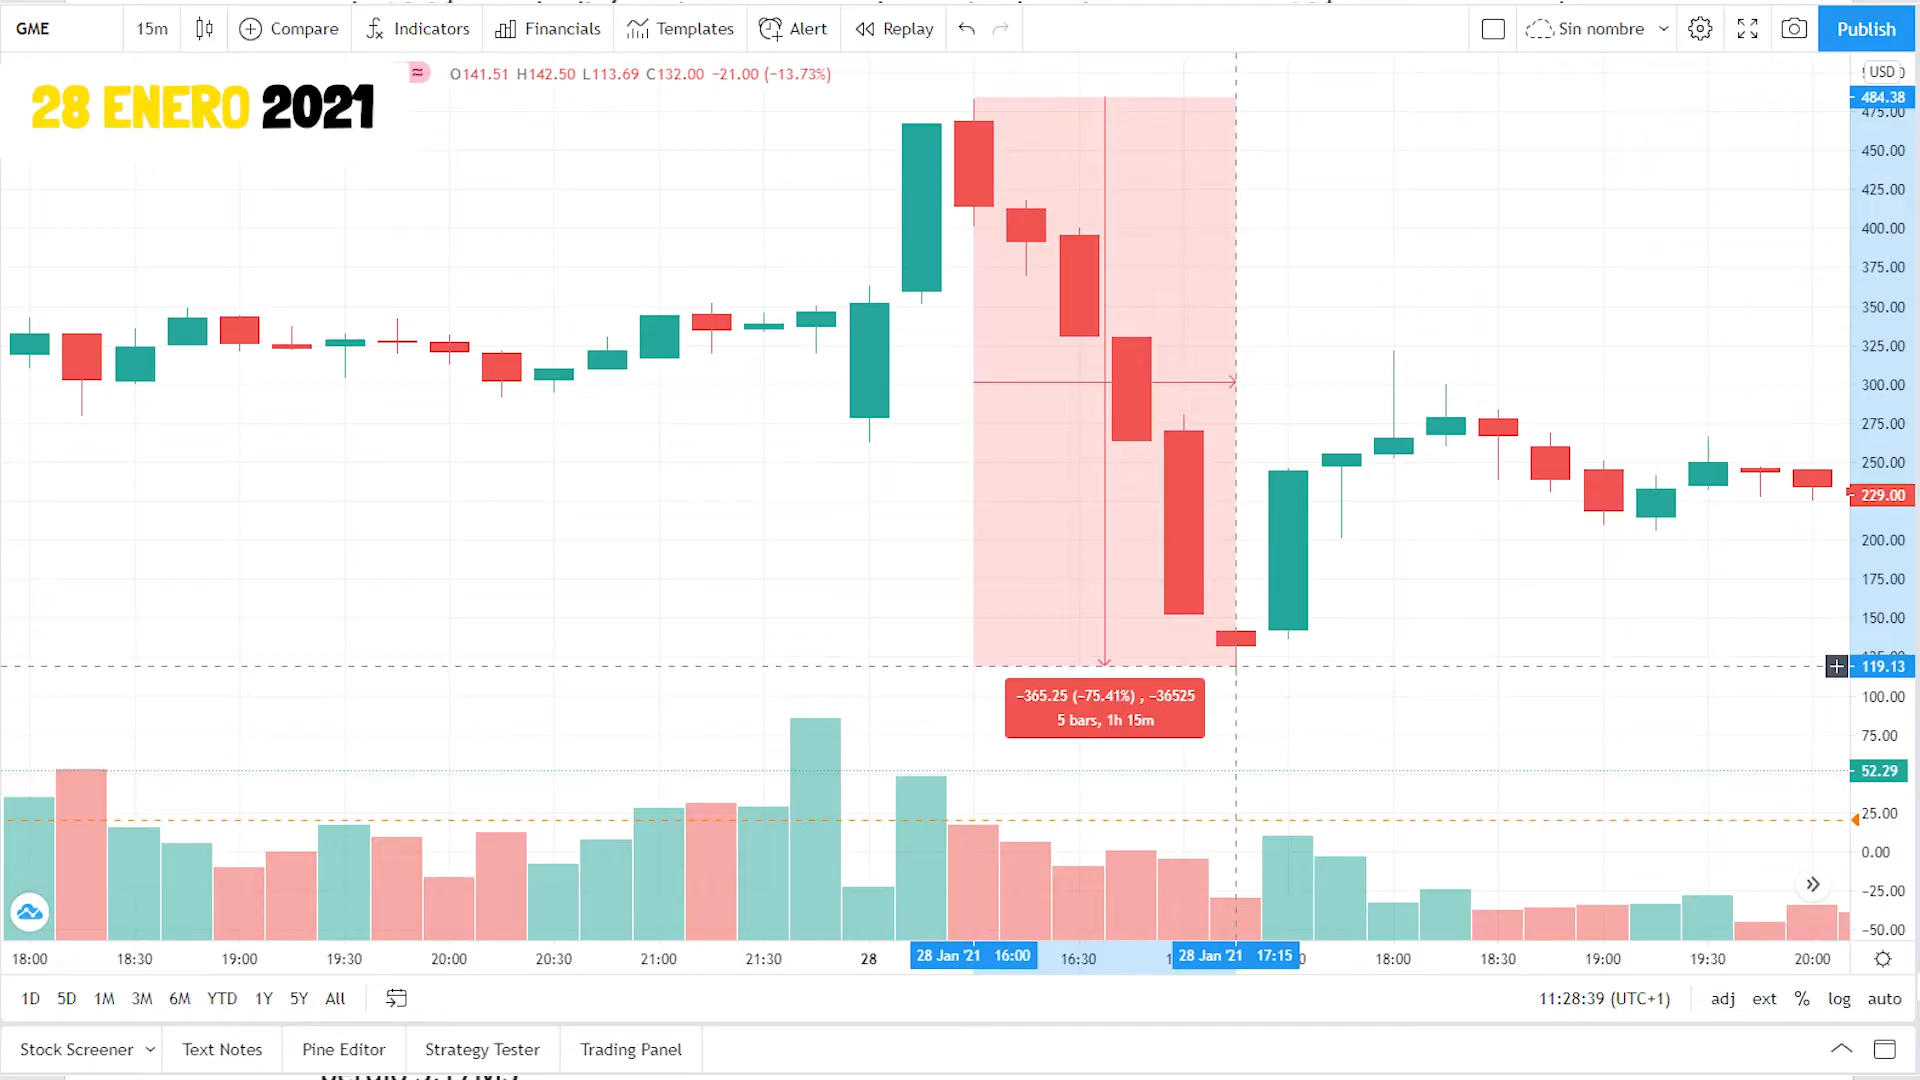 GME 15m Compare Indicators Financials Templates Alert Replay Sin nombre Publish
28 ENERO 2021
O141.51 H142.50 L113.69 C132.00 −21.00 (−13.73%)
USD
484.38
475.00
450.00
425.00
400.00
375.00
350.00
325.00
300.00
275.00
250.00
229.00
200.00
175.00
150.00
119.13
100.00
75.00
52.29
25.00
0.00
−25.00
−50.00
−365.25 (−75.41%) , −36525
5 bars, 1h 15m
18:00 18:30 19:00 19:30 20:00 20:30 21:00 21:30 28 28 Jan '21 16:00 16:30 28 Jan '21 17:15 18:00 18:30 19:00 19:30 20:00
1D 5D 1M 3M 6M YTD 1Y 5Y All 11:28:39 (UTC+1) adj ext % log auto
Stock Screener Text Notes Pine Editor Strategy Tester Trading Panel